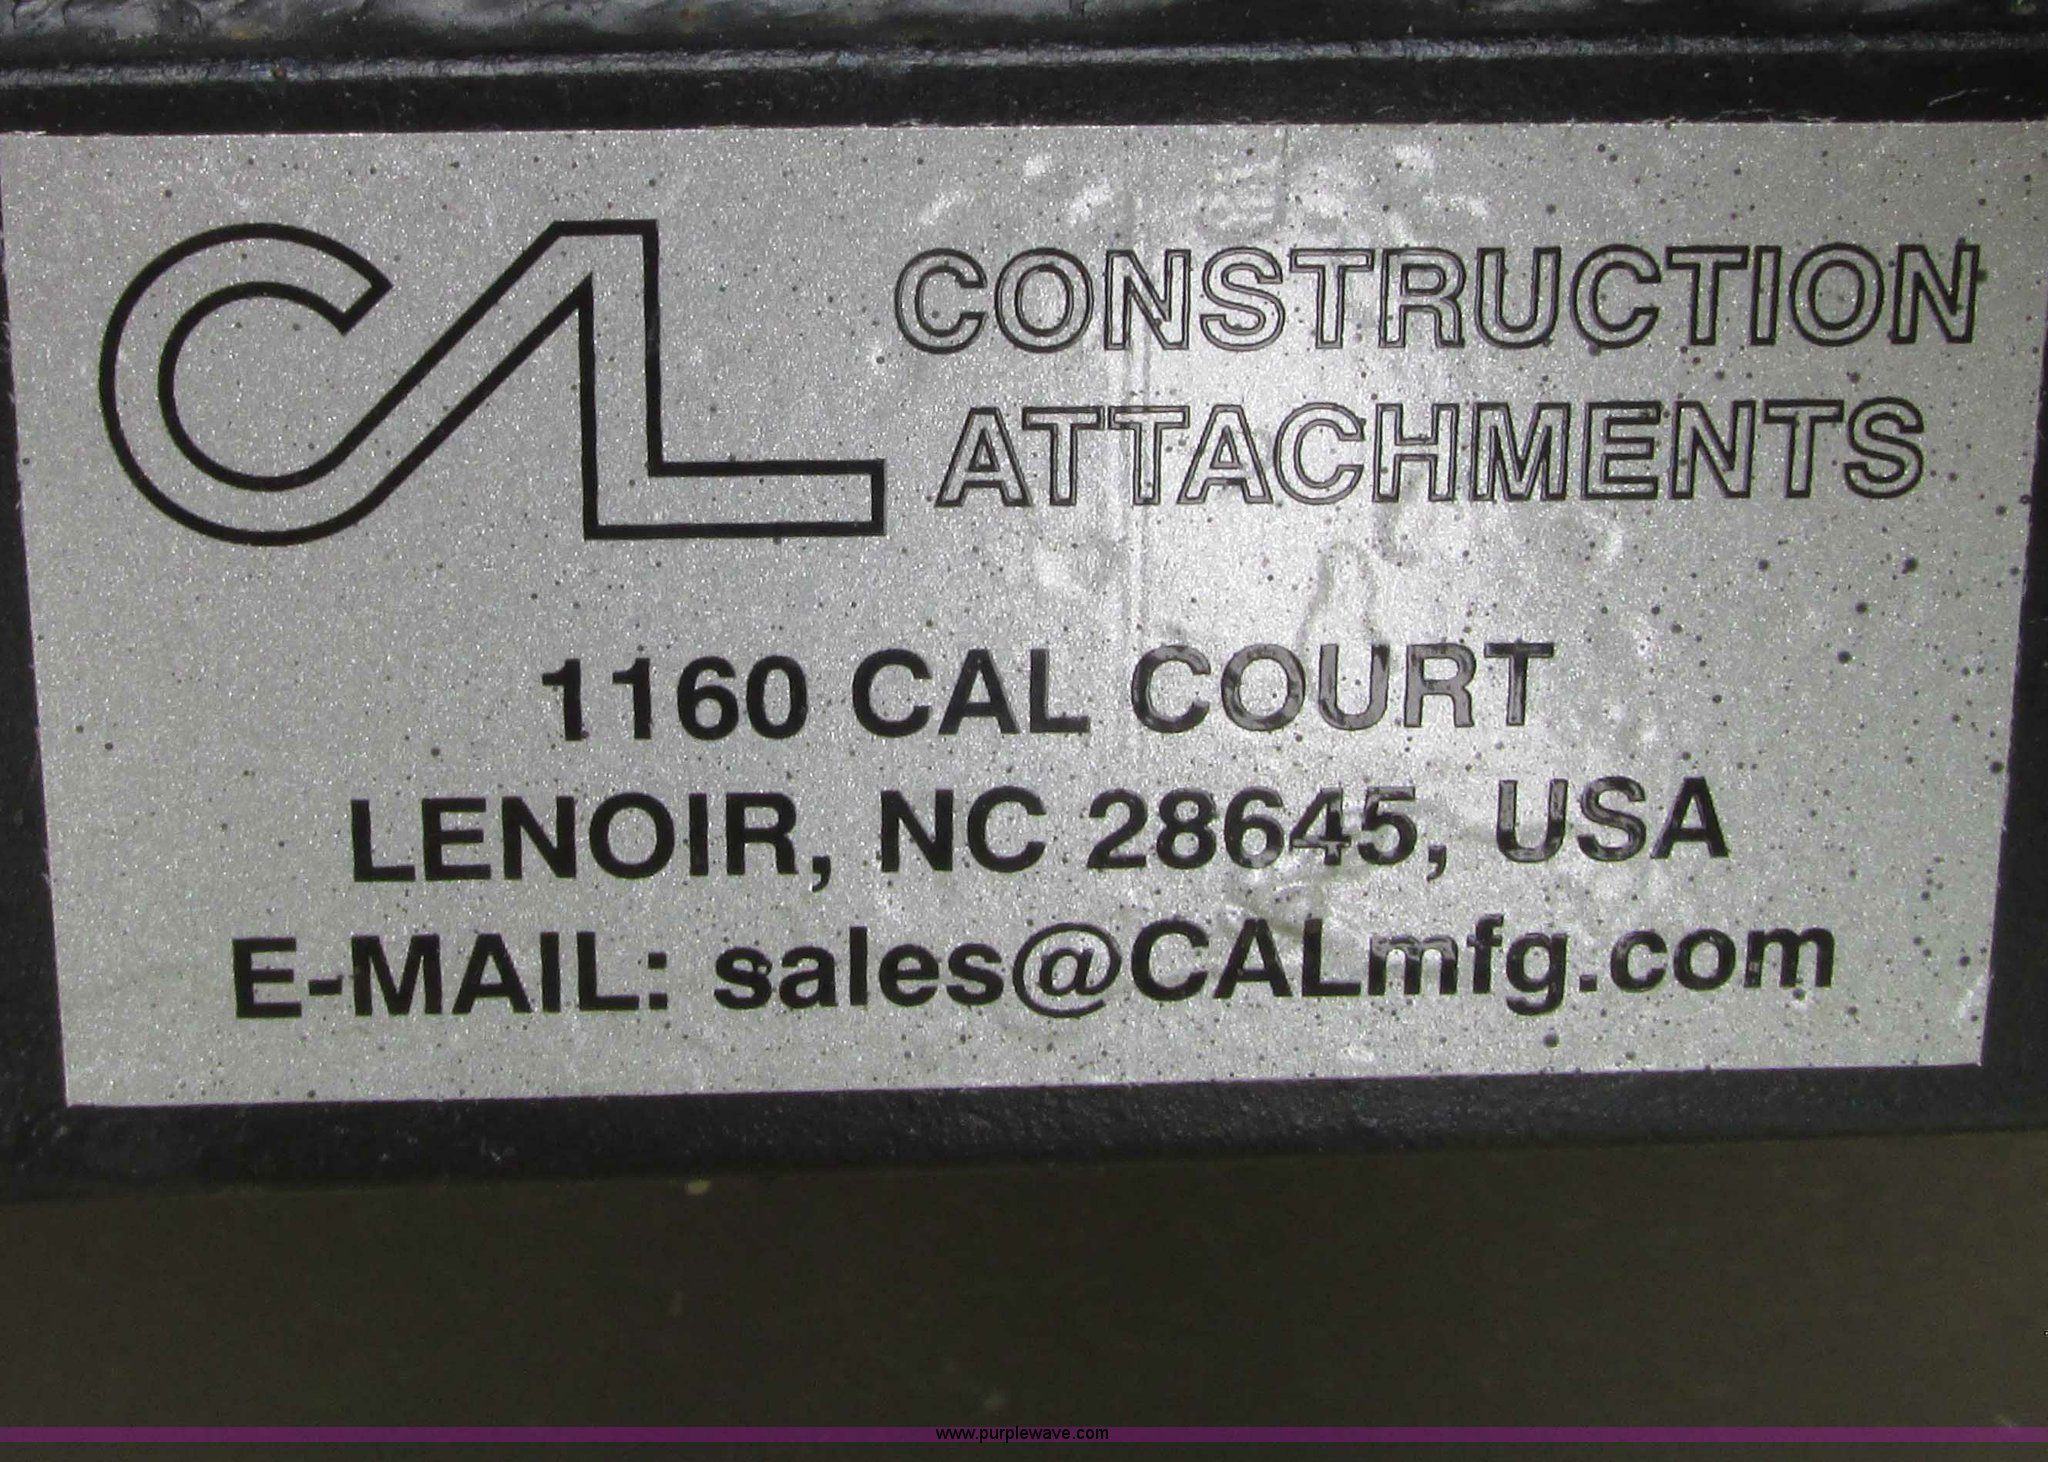 CAL CONSTRUCTION
ATTACHMENTS
1160 CAL COURT
LENOIR, NC 28645, USA
E-MAIL: sales@CALmfg.com
www.purplewave.com